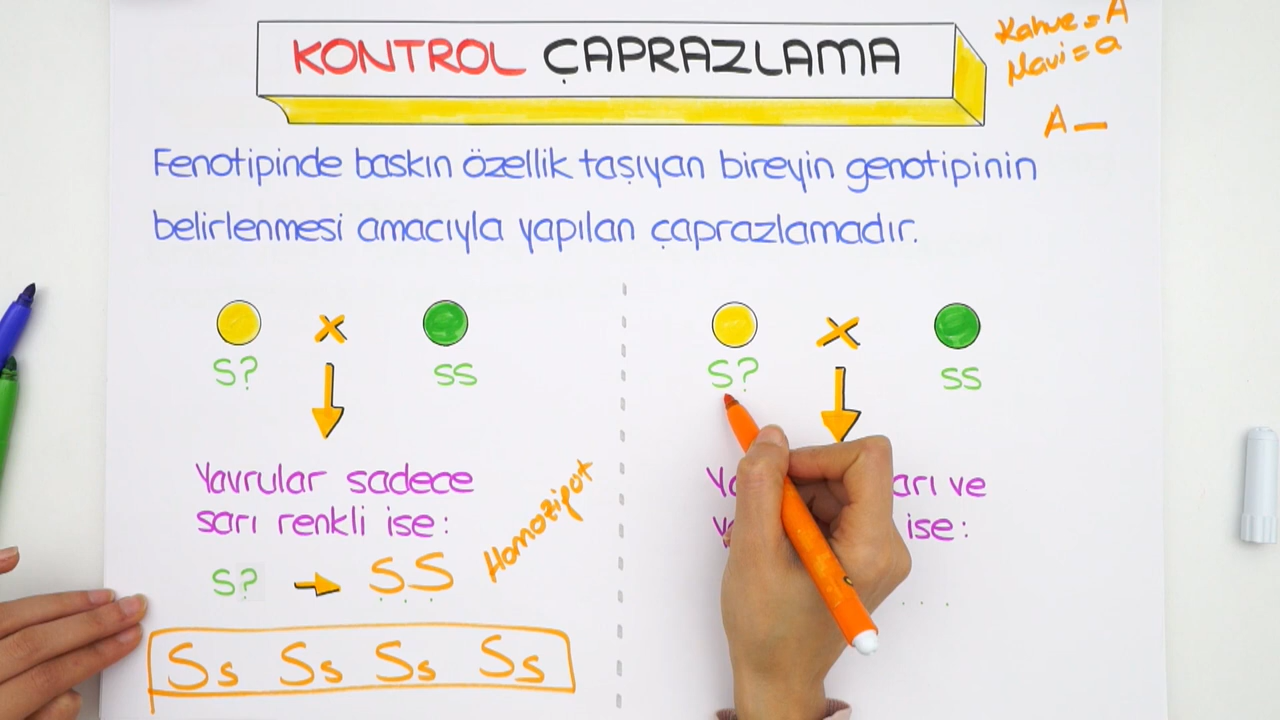 KONTROL ÇAPRAZLAMA
Kahve = A
Mavi = a
A —
Fenotipinde baskın özellik taşıyan bireyin genotipinin
belirlenmesi amacıyla yapılan çaprazlamadır.
S? x ss
Yavrular sadece
sarı renkli ise:
S? → SS
Homozigot
Ss Ss Ss Ss
S? x ss
ve
ise: